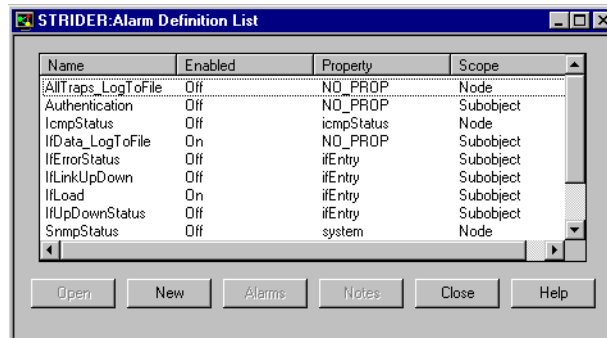 STRIDER:Alarm Definition List
Name Enabled Property Scope
AllTraps_LogToFile Off NO_PROP Node
Authentication Off NO_PROP Subobject
IcmpStatus Off icmpStatus Node
IfData_LogToFile On NO_PROP Subobject
IfErrorStatus Off ifEntry Subobject
IfLinkUpDown Off ifEntry Subobject
IfLoad On ifEntry Subobject
IfUpDownStatus Off ifEntry Subobject
SnmpStatus Off system Node
Open New Alarms Notes Close Help